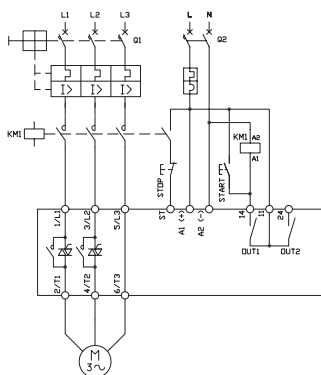 L1 L2 L3 L N
Q1 Q2
I> I> I>
KM1 KM1 A2
A1
STOP START
1/L1 3/L2 5/L3 ST A1 (+) A2 (-) 14 11 24
OUT1 OUT2
2/T1 4/T2 6/T3
M
3~